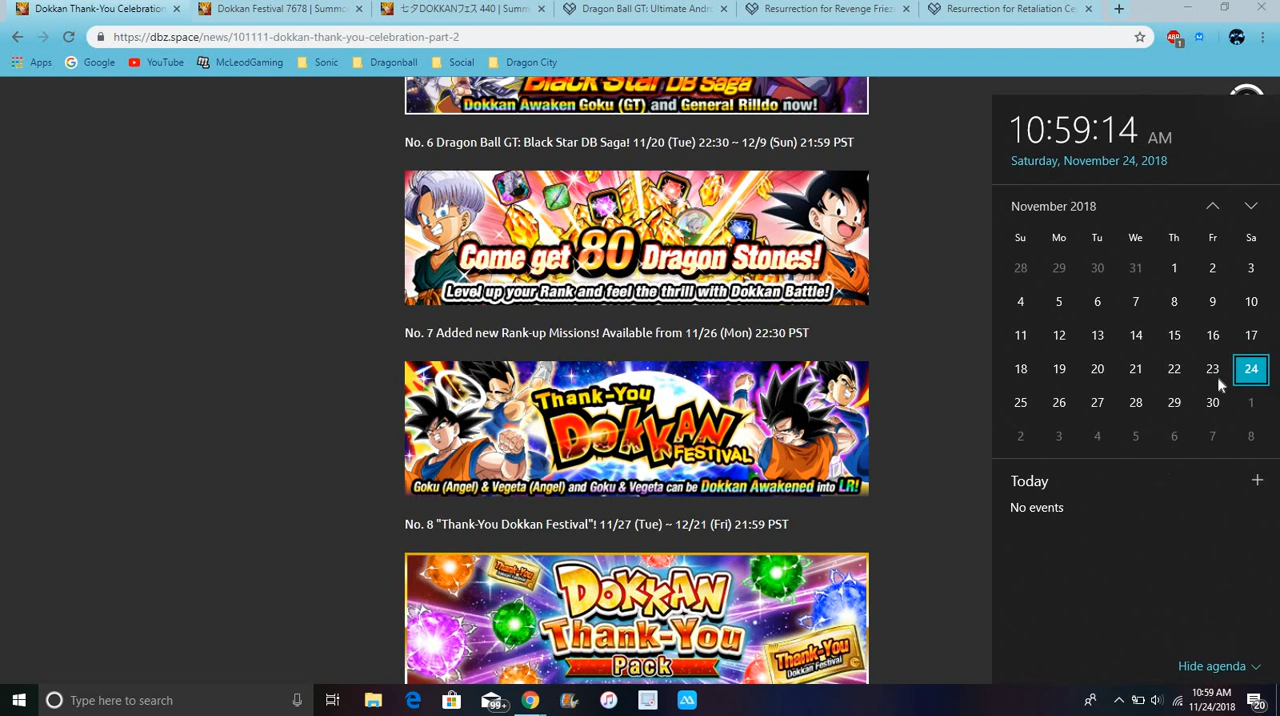 Dokkan Thank-You Celebration
Dokkan Festival 7678 | Summo
七夕DOKKANフェス 440 | Summ
Dragon Ball GT: Ultimate Andro
Resurrection for Revenge Friez
Resurrection for Retaliation Ce
https://dbz.space/news/101111-dokkan-thank-you-celebration-part-2
Apps
Google
YouTube
McLeodGaming
Sonic
Dragonball
Social
Dragon City
Black Star DB Saga
Dokkan Awaken Goku (GT) and General Rilldo now!
No. 6 Dragon Ball GT: Black Star DB Saga! 11/20 (Tue) 22:30 ~ 12/9 (Sun) 21:59 PST
Come get 80 Dragon Stones!
Level up your Rank and feel the thrill with Dokkan Battle!
No. 7 Added new Rank-up Missions! Available from 11/26 (Mon) 22:30 PST
Thank-You
DOKKAN
FESTIVAL
Goku (Angel) & Vegeta (Angel) and Goku & Vegeta can be Dokkan Awakened into LR!
No. 8 "Thank-You Dokkan Festival"! 11/27 (Tue) ~ 12/21 (Fri) 21:59 PST
DOKKAN
Thank-You
Pack
Thank-You
Dokkan Festival
10:59:14 AM
Saturday, November 24, 2018
November 2018
Su Mo Tu We Th Fr Sa
28 29 30 31 1 2 3
4 5 6 7 8 9 10
11 12 13 14 15 16 17
18 19 20 21 22 23 24
25 26 27 28 29 30 1
2 3 4 5 6 7 8
Today
No events
Hide agenda
Type here to search
99+
10:59 AM
11/24/2018
20